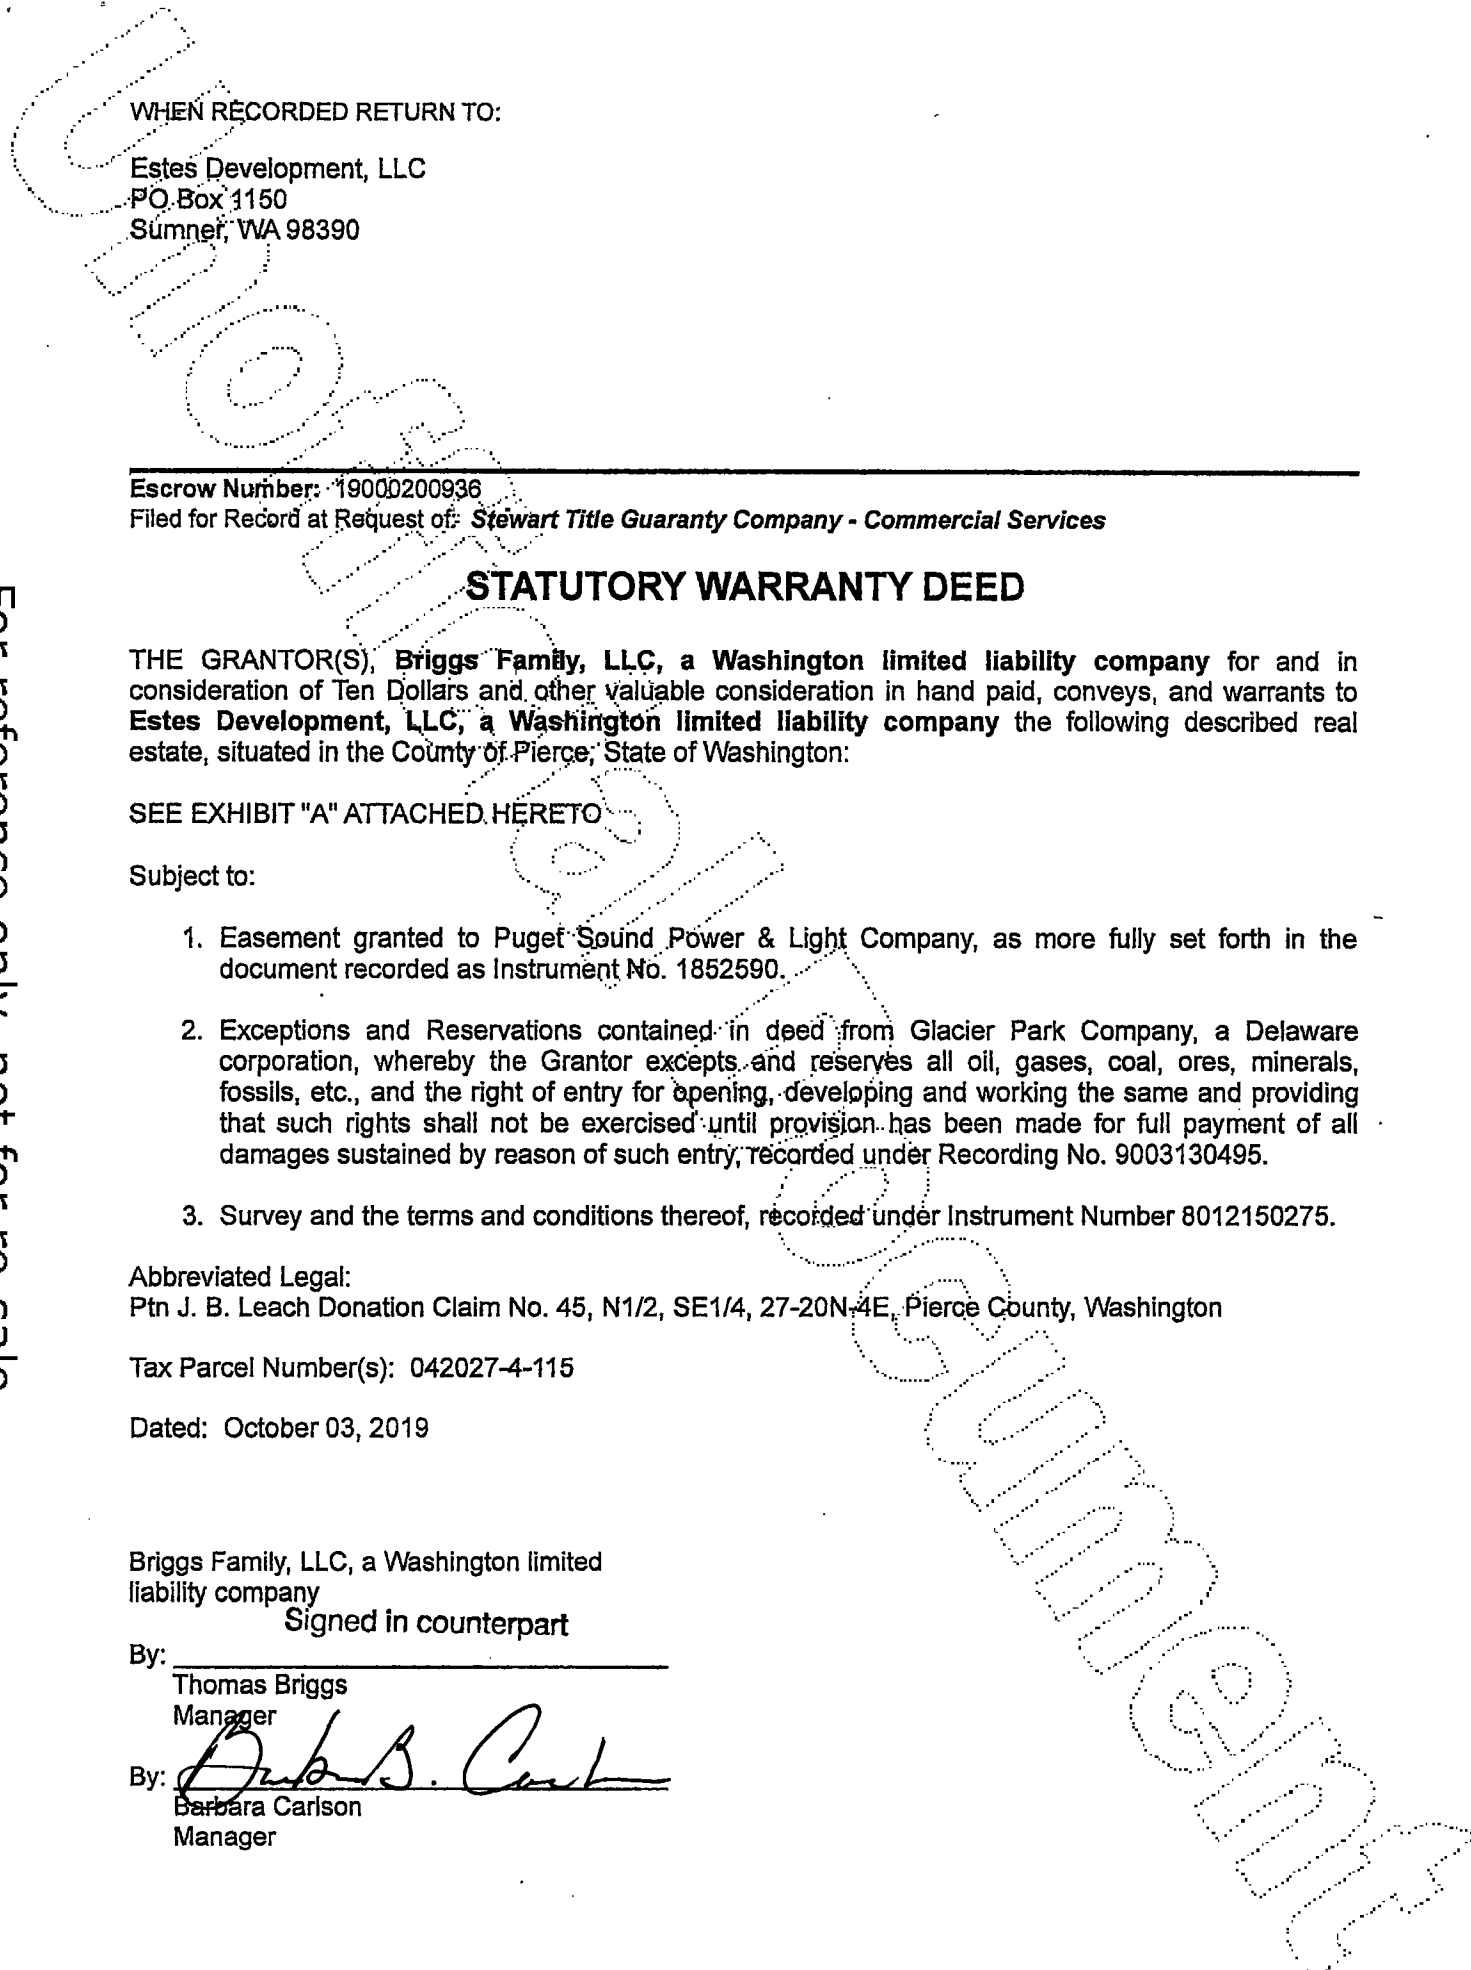 WHEN RECORDED RETURN TO:
Estes Development, LLC
PO Box 1150
Sumner, WA 98390
Escrow Number: 19000200936
Filed for Record at Request of: Stewart Title Guaranty Company - Commercial Services
STATUTORY WARRANTY DEED
THE GRANTOR(S), Briggs Family, LLC, a Washington limited liability company for and in
consideration of Ten Dollars and other valuable consideration in hand paid, conveys, and warrants to
Estes Development, LLC, a Washington limited liability company the following described real
estate, situated in the County of Pierce, State of Washington:
SEE EXHIBIT "A" ATTACHED HERETO
Subject to:
1. Easement granted to Puget Sound Power & Light Company, as more fully set forth in the
document recorded as Instrument No. 1852590.
2. Exceptions and Reservations contained in deed from Glacier Park Company, a Delaware
corporation, whereby the Grantor excepts and reserves all oil, gases, coal, ores, minerals,
fossils, etc., and the right of entry for opening, developing and working the same and providing
that such rights shall not be exercised until provision has been made for full payment of all
damages sustained by reason of such entry, recorded under Recording No. 9003130495.
3. Survey and the terms and conditions thereof, recorded under Instrument Number 8012150275.
Abbreviated Legal:
Ptn J. B. Leach Donation Claim No. 45, N1/2, SE1/4, 27-20N-4E, Pierce County, Washington
Tax Parcel Number(s): 042027-4-115
Dated: October 03, 2019
Briggs Family, LLC, a Washington limited
liability company
Signed in counterpart
By:
Thomas Briggs
Manager
By: Barbara B. Carlson
Barbara Carlson
Manager
Unofficial Document
For reference only, not for re-sale